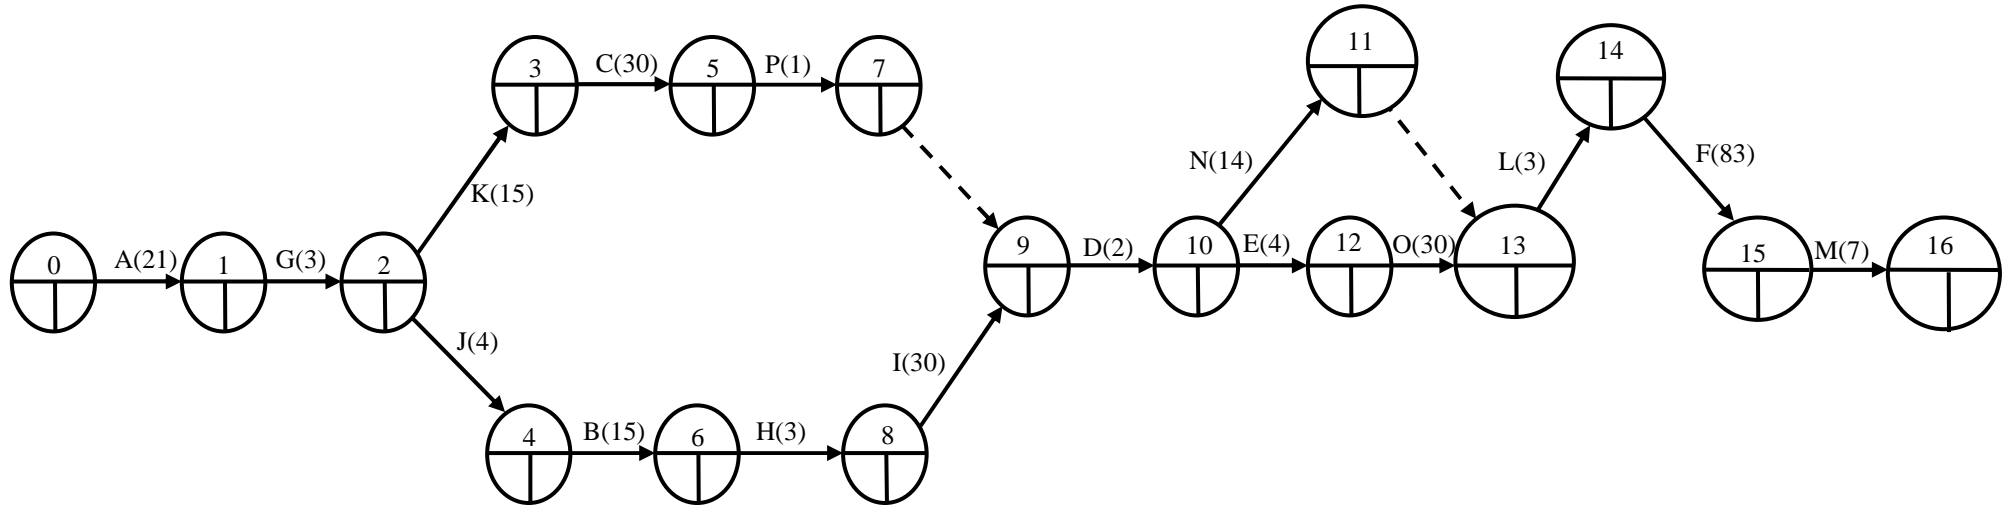 11
14
3
C(30)
5
P(1)
7
N(14)
L(3)
F(83)
K(15)
0
A(21)
1
G(3)
2
9
D(2)
10
E(4)
12
O(30)
13
15
M(7)
16
J(4)
I(30)
4
B(15)
6
H(3)
8